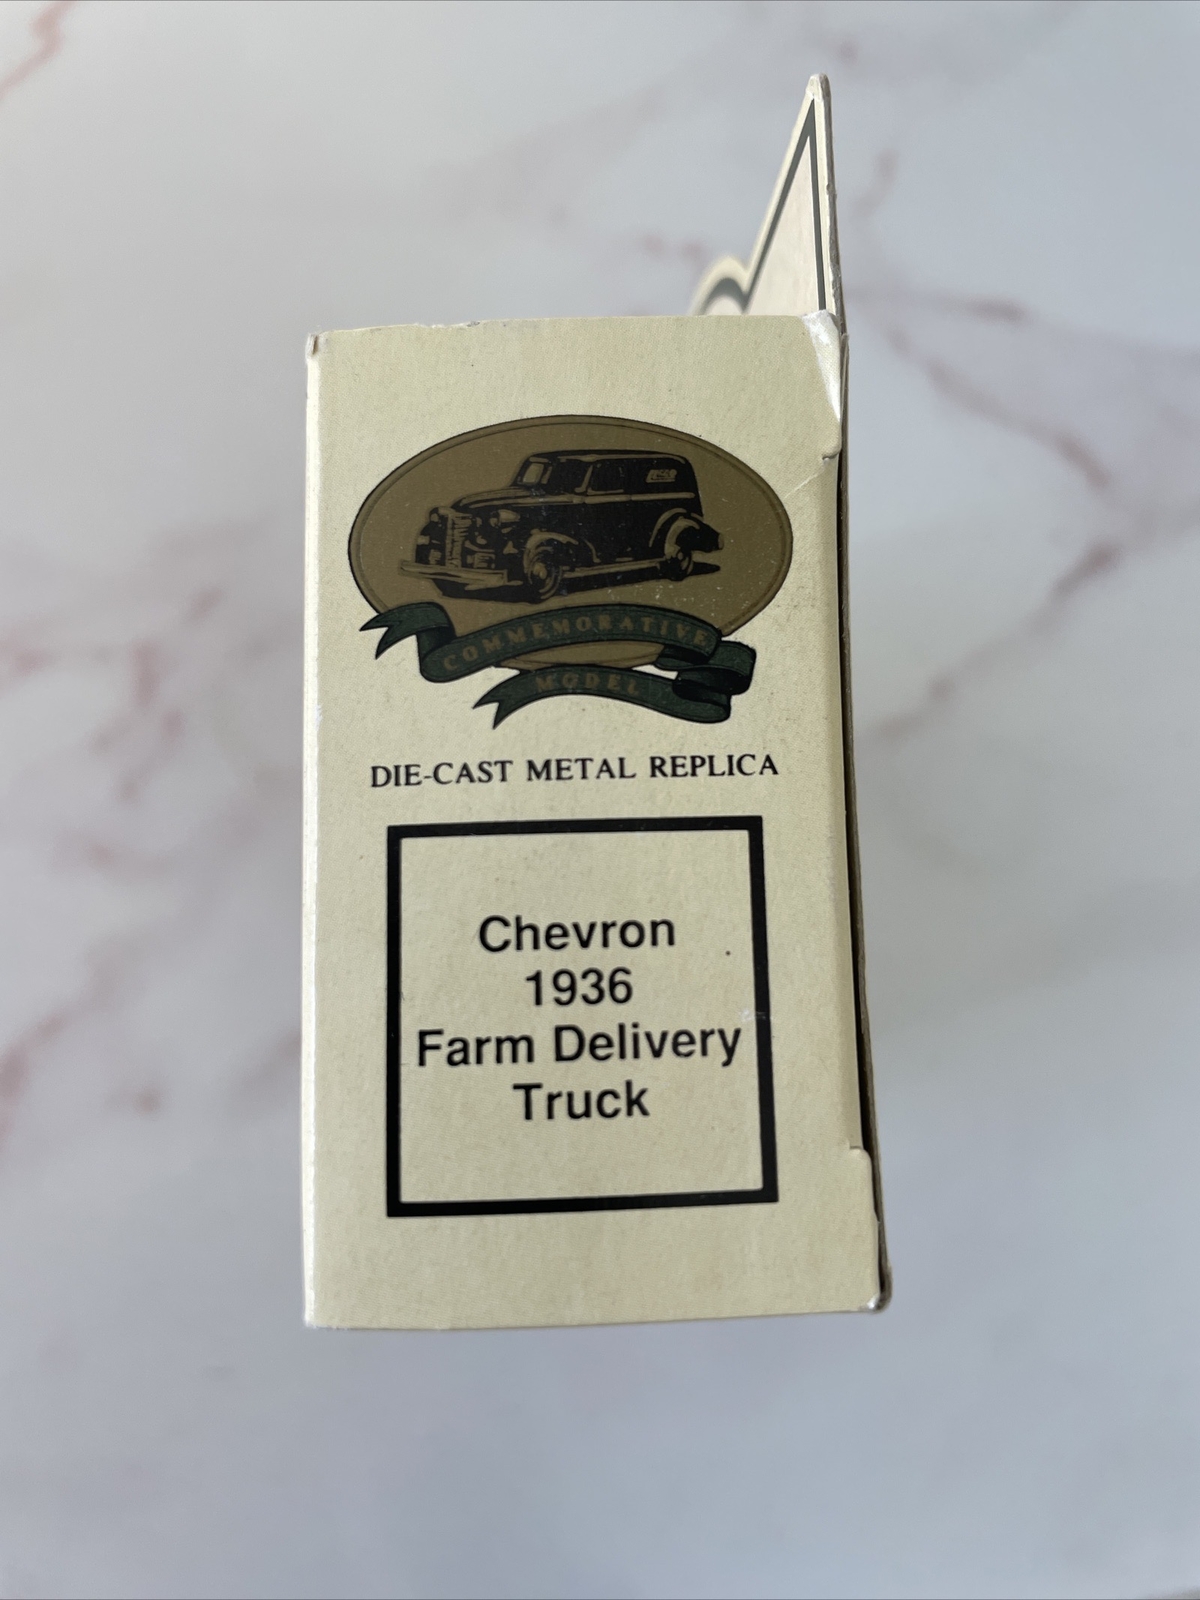 COMMEMORATIVE
MODEL
DIE-CAST METAL REPLICA
Chevron
1936
Farm Delivery
Truck